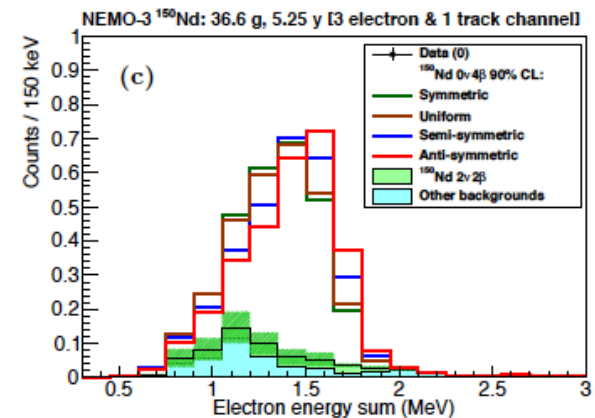 NEMO-3 ¹⁵⁰Nd: 36.6 g, 5.25 y [3 electron & 1 track channel]
Counts / 150 keV
1
0.9
0.8
0.7
0.6
0.5
0.4
0.3
0.2
0.1
0
(c)
Data (0)
¹⁵⁰Nd 0ν4β 90% CL:
Symmetric
Uniform
Semi-symmetric
Anti-symmetric
¹⁵⁰Nd 2ν2β
Other backgrounds
0.5 1 1.5 2 2.5 3
Electron energy sum (MeV)